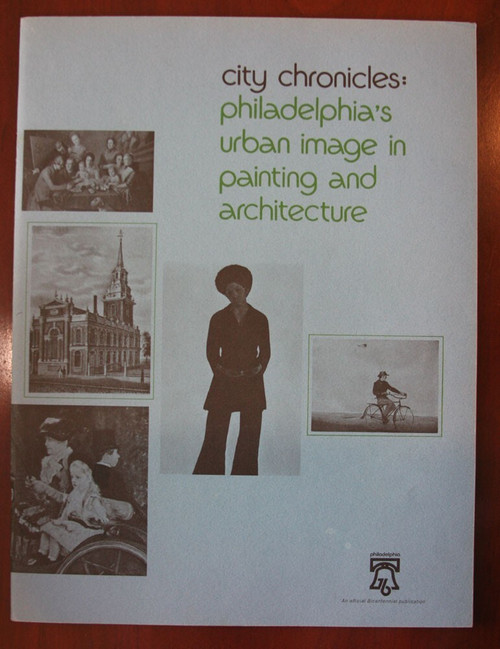 city chronicles:
philadelphia's
urban image in
painting and
architecture
philadelphia
76
An official Bicentennial publication